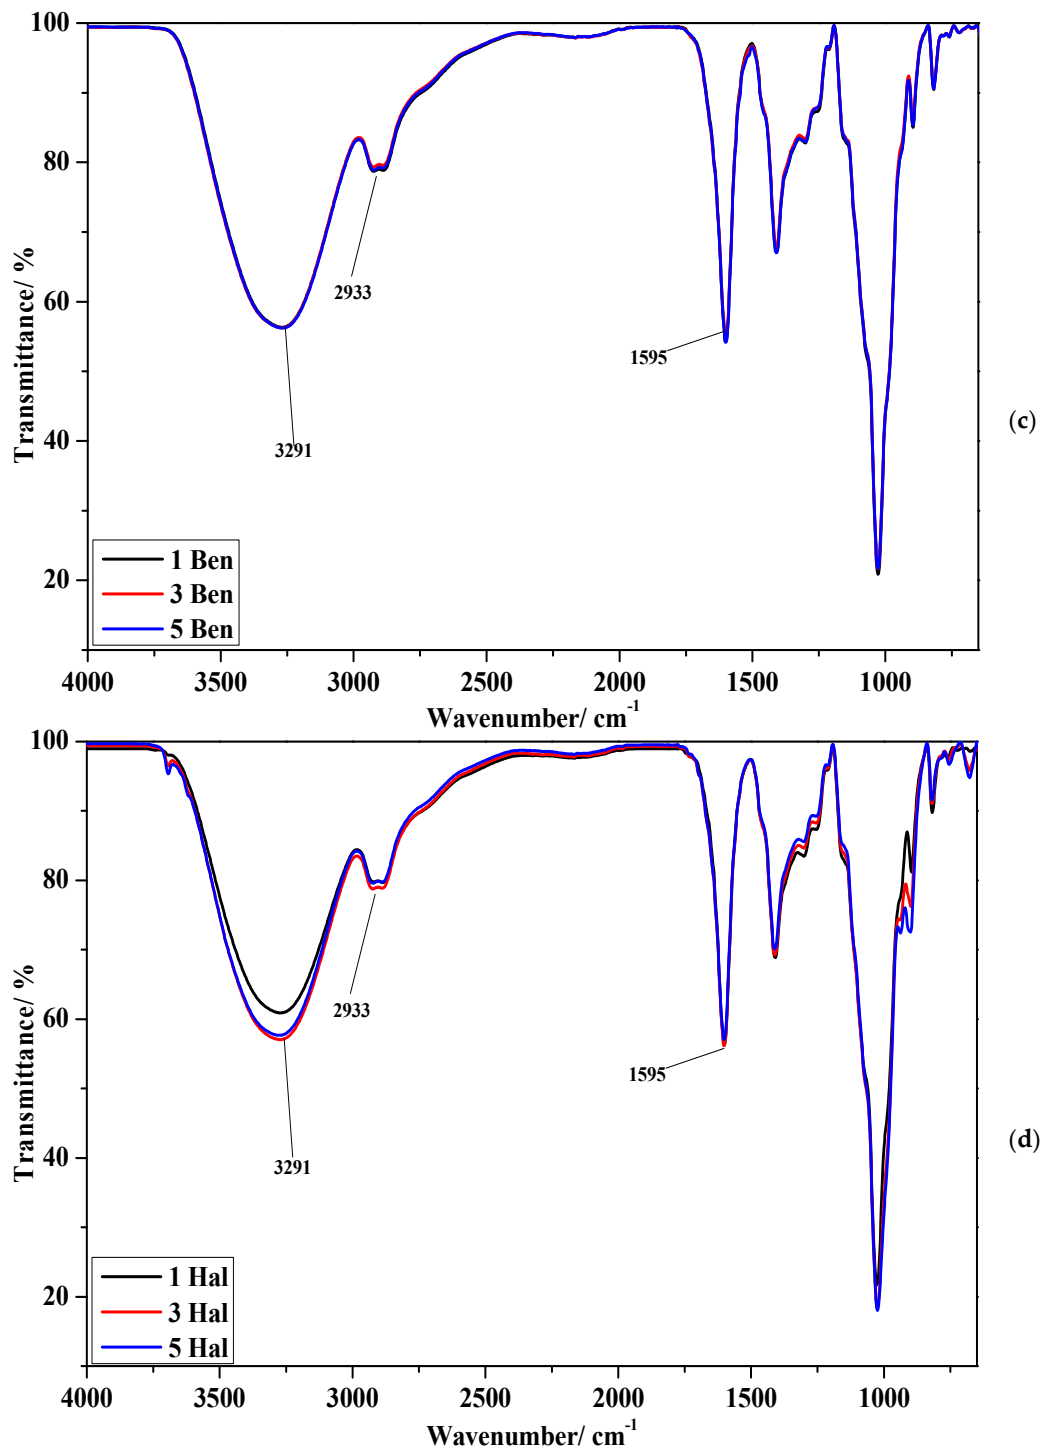 100
80
60
40
20
Transmittance/ %
2933
3291
1595
1 Ben
3 Ben
5 Ben
4000 3500 3000 2500 2000 1500 1000
Wavenumber/ cm⁻¹
(c)
100
80
60
40
20
Transmittance/ %
2933
3291
1595
1 Hal
3 Hal
5 Hal
4000 3500 3000 2500 2000 1500 1000
Wavenumber/ cm⁻¹
(d)